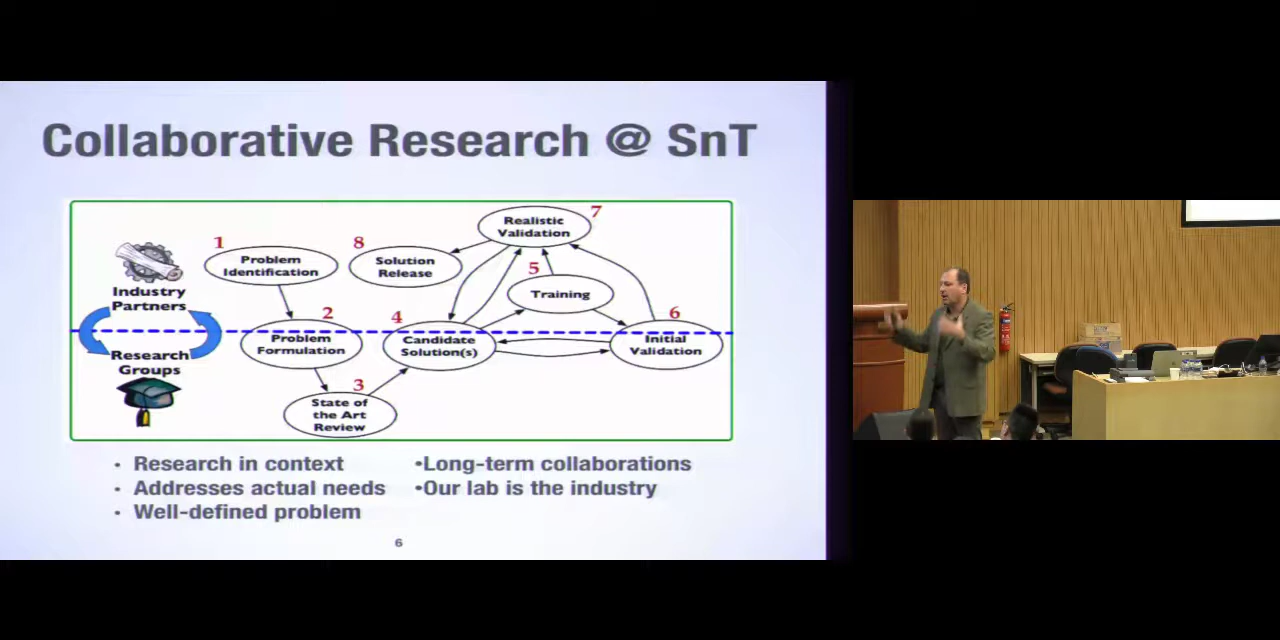 Collaborative Research @ SnT
Industry
Partners
Research
Groups
1
Problem
Identification
2
Problem
Formulation
3
State of
the Art
Review
4
Candidate
Solution(s)
5
Training
6
Initial
Validation
7
Realistic
Validation
8
Solution
Release
· Research in context
· Addresses actual needs
· Well-defined problem
•Long-term collaborations
•Our lab is the industry
6